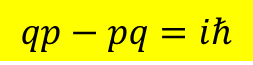 qp − pq = iℏ